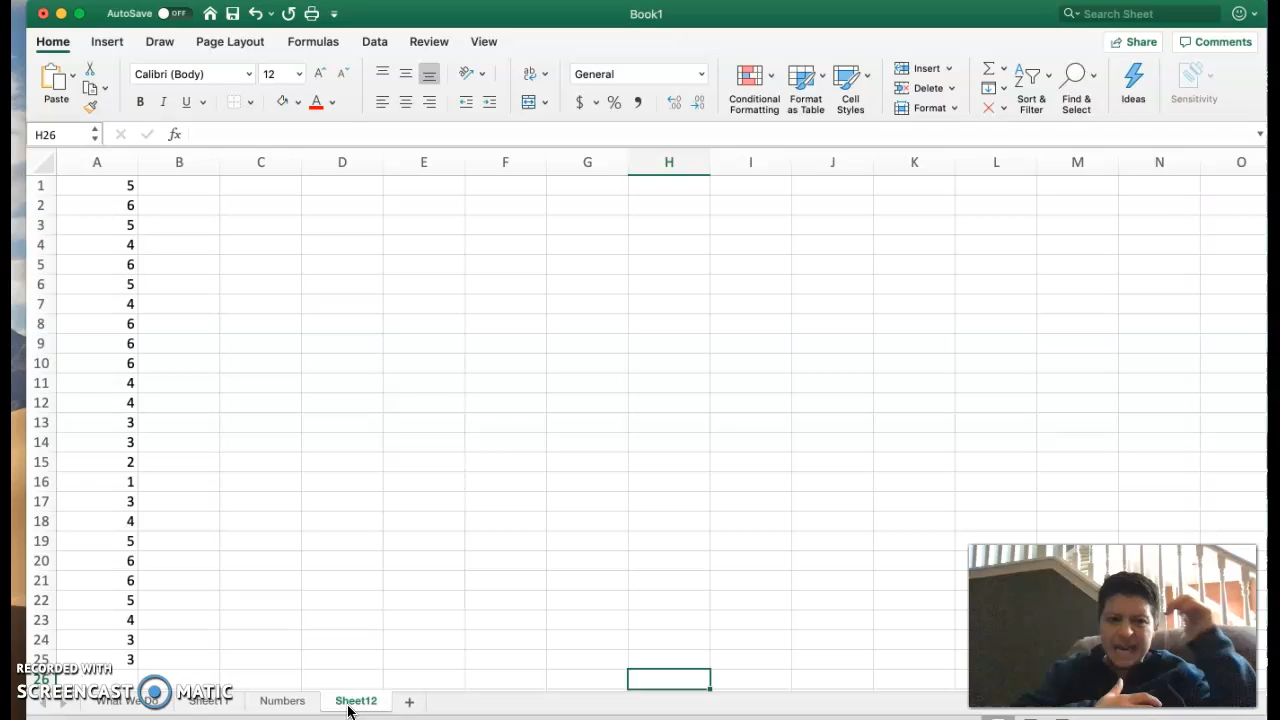 AutoSave OFF Book1 Search Sheet
Home Insert Draw Page Layout Formulas Data Review View Share Comments
Paste Calibri (Body) 12 General Conditional Formatting Format as Table Cell Styles Insert Delete Format Sort & Filter Find & Select Ideas Sensitivity
B I U A $ % 9
H26 fx
A B C D E F G H I J K L M N O
1 5
2 6
3 5
4 4
5 6
6 5
7 4
8 6
9 6
10 6
11 4
12 4
13 3
14 3
15 2
16 1
17 3
18 4
19 5
20 6
21 6
22 5
23 4
24 3
25 3
26
RECORDED WITH
SCREENCAST MATIC
What We Do Numbers Sheet12 +